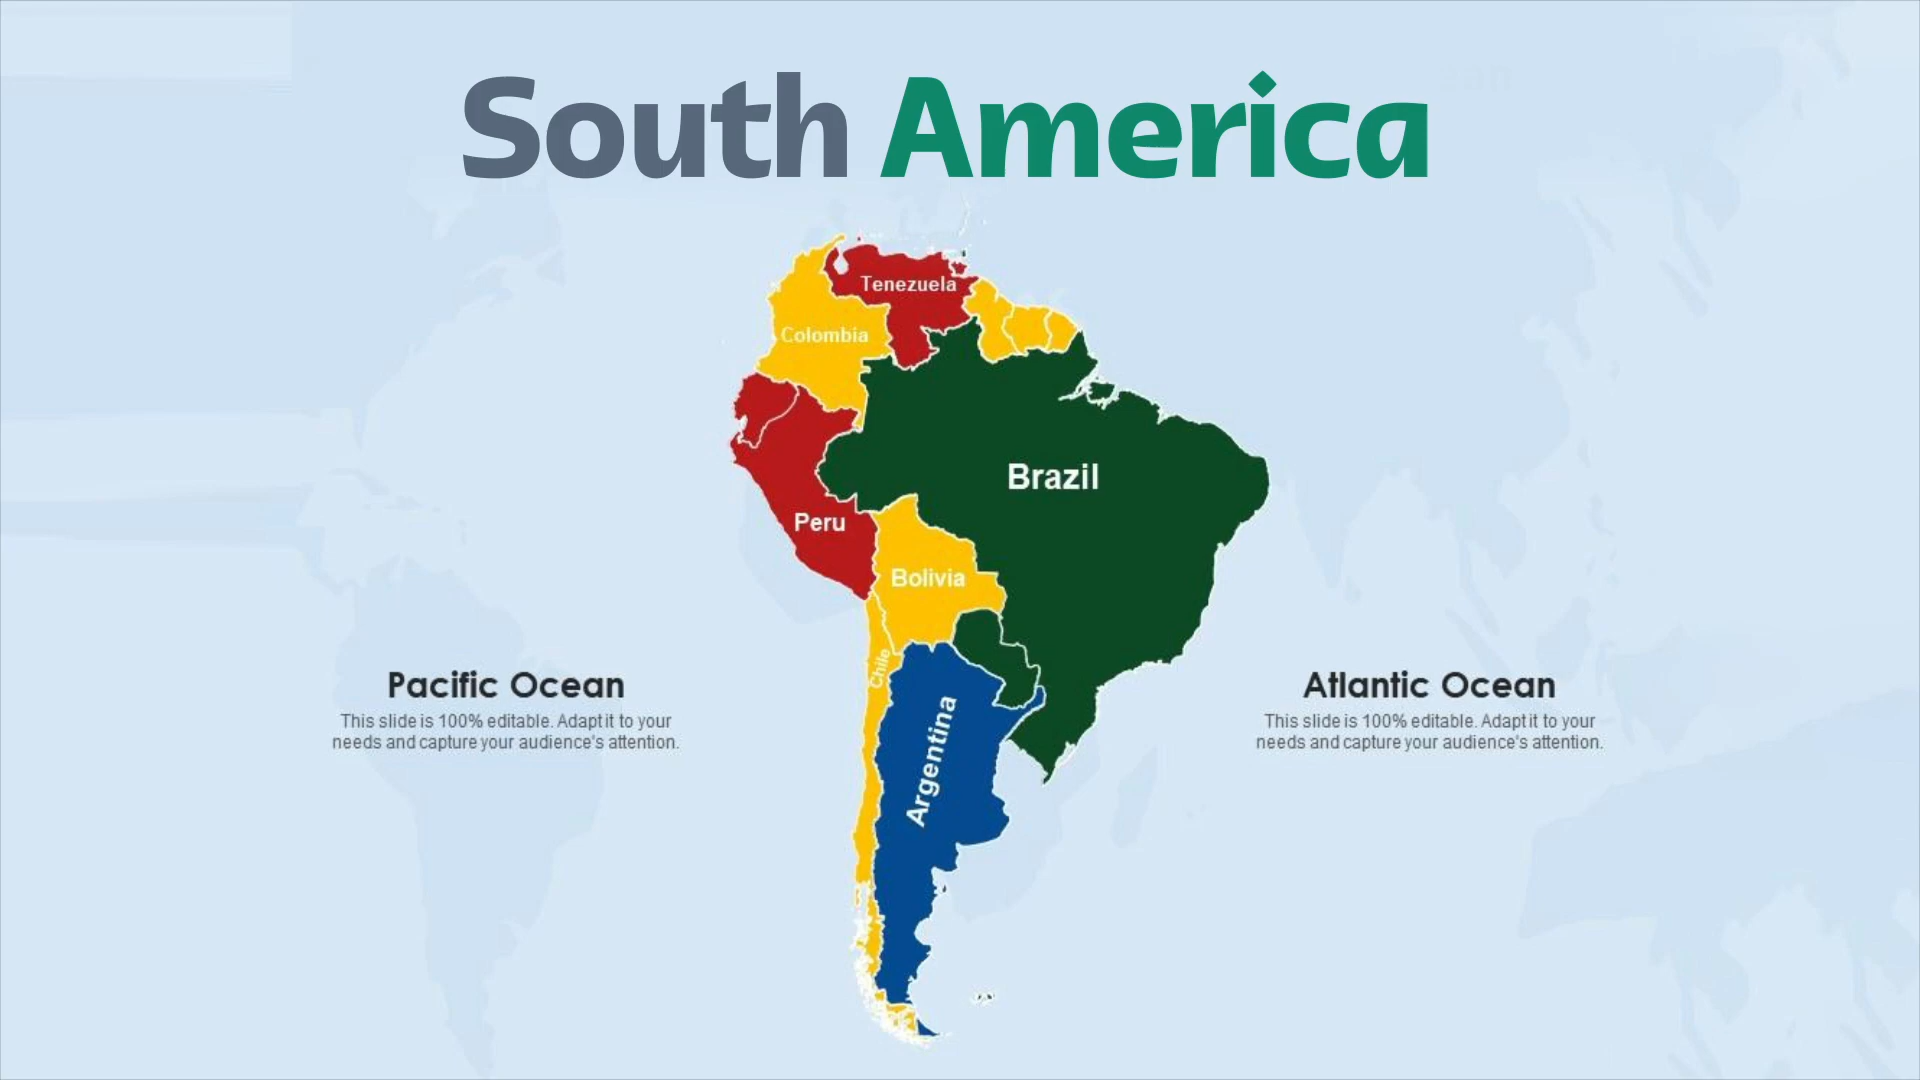 South America
Tenezuela
Colombia
Brazil
Peru
Bolivia
Chile
Pacific Ocean
This slide is 100% editable. Adapt it to your
needs and capture your audience's attention.
Atlantic Ocean
This slide is 100% editable. Adapt it to your
needs and capture your audience's attention.
Argentina